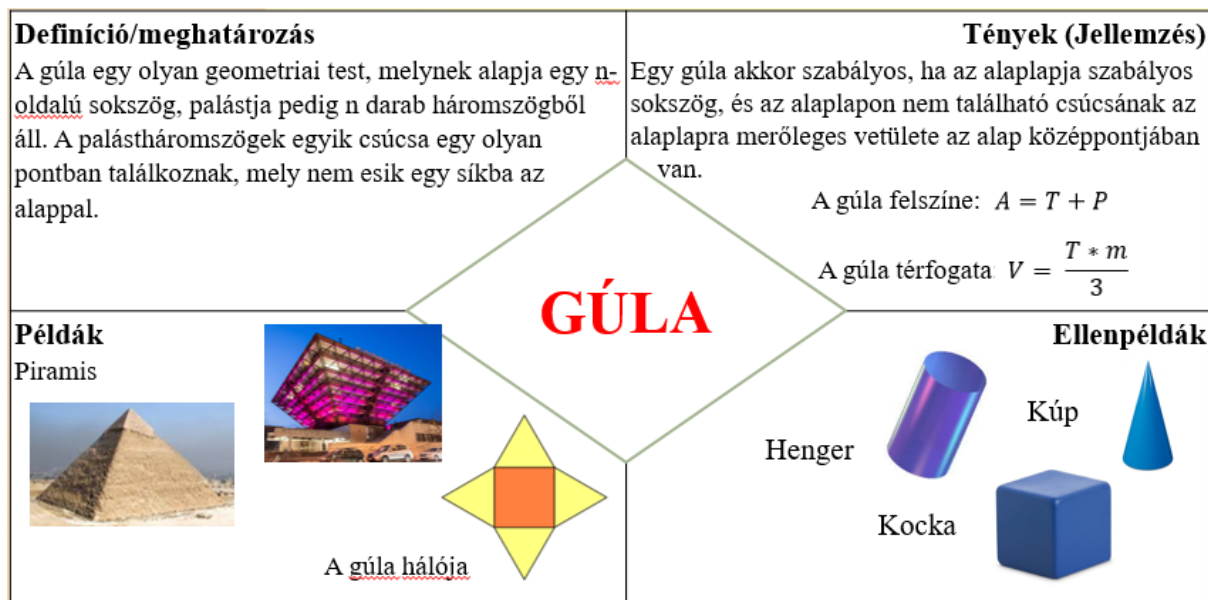 Definíció/meghatározás
A gúla egy olyan geometriai test, melynek alapja egy n-
oldalú sokszög, palástja pedig n darab háromszögből
áll. A palástháromszögek egyik csúcsa egy olyan
pontban találkoznak, mely nem esik egy síkba az
alappal.
Tények (Jellemzés)
Egy gúla akkor szabályos, ha az alaplapja szabályos
sokszög, és az alaplapon nem található csúcsának az
alaplapra merőleges vetülete az alap középpontjában
van.
A gúla felszíne: A = T + P
A gúla térfogata: V = T * m / 3
GÚLA
Példák
Piramis
A gúla hálója
Ellenpéldák
Kúp
Henger
Kocka